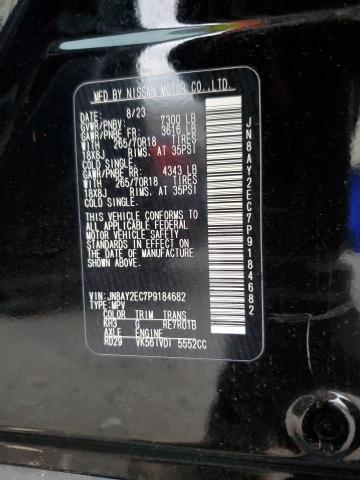 MFD BY NISSAN MOTOR CO.,LTD.
DATE: 8/23
GVWR/PNBV: 7300 LB
GAWR/PNBE FR: 3616 LB
WITH 265/70R18 TIRES
18X8J RIMS. AT 35PSI
COLD SINGLE.
GAWR/PNBE RR: 4343 LB
WITH 265/70R18 TIRES
18X8J RIMS. AT 35PSI
COLD SINGLE.
THIS VEHICLE CONFORMS TO
ALL APPLICABLE FEDERAL
MOTOR VEHICLE SAFETY
STANDARDS IN EFFECT ON
THE DATE OF MANUFACTURE
SHOWN ABOVE.
VIN: JN8AY2EC7P9184682
TYPE: MPV
COLOR TRIM TRANS
KH3 G RE7R01B
AXLE ENGINE
RD29 VK56(VD) 5552CC
JN8AY2EC7P9184682